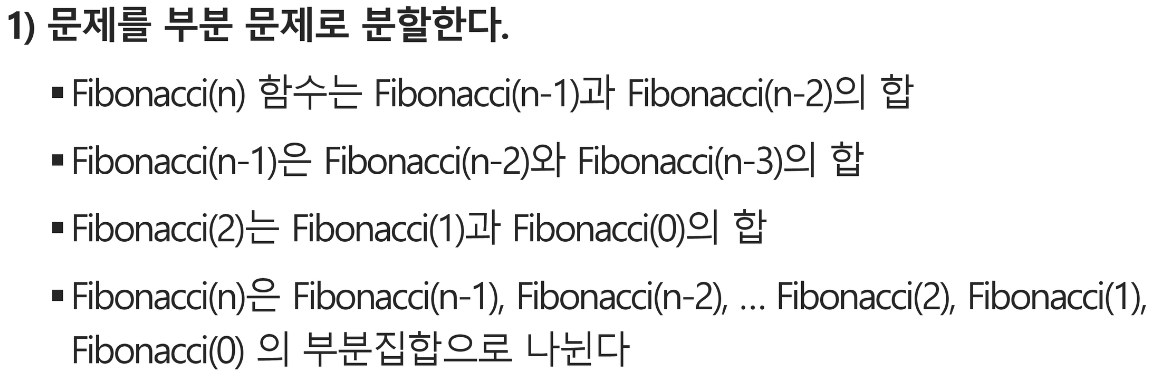 1) 문제를 부분 문제로 분할한다.
▪ Fibonacci(n) 함수는 Fibonacci(n-1)과 Fibonacci(n-2)의 합
▪ Fibonacci(n-1)은 Fibonacci(n-2)와 Fibonacci(n-3)의 합
▪ Fibonacci(2)는 Fibonacci(1)과 Fibonacci(0)의 합
▪ Fibonacci(n)은 Fibonacci(n-1), Fibonacci(n-2), … Fibonacci(2), Fibonacci(1),
Fibonacci(0) 의 부분집합으로 나뉜다